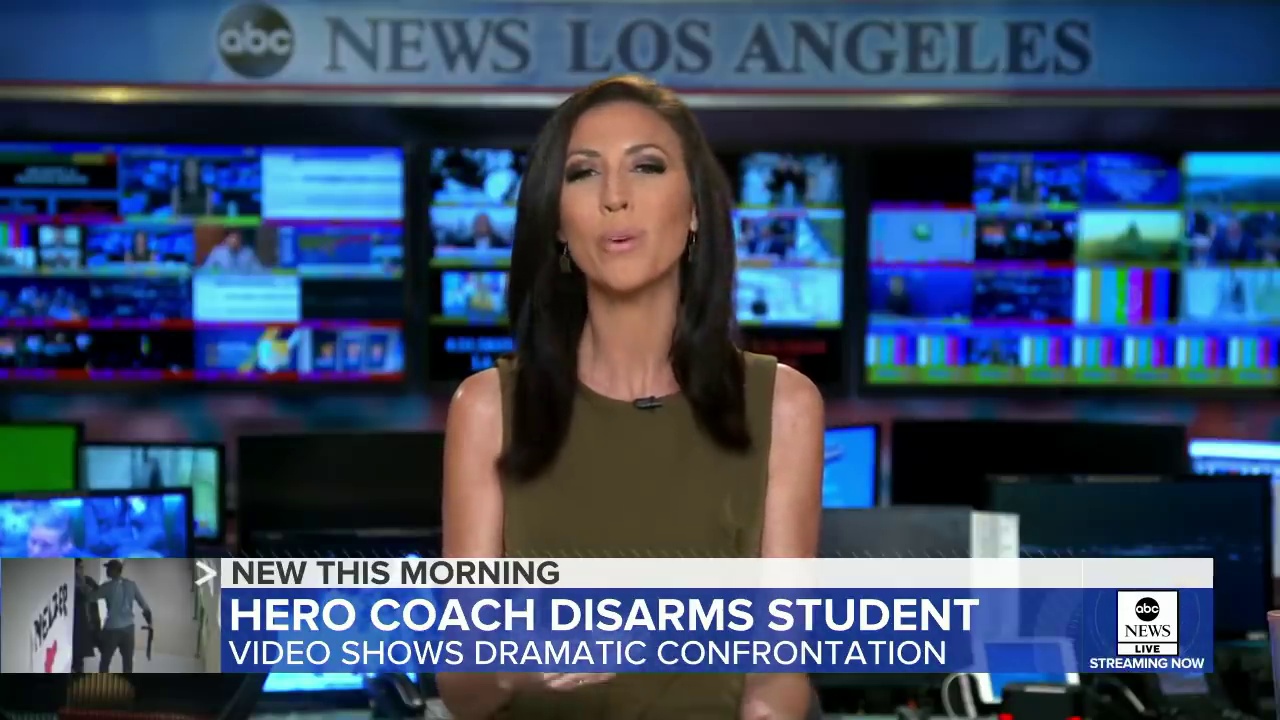 abc NEWS LOS ANGELES
> NEW THIS MORNING
HERO COACH DISARMS STUDENT
VIDEO SHOWS DRAMATIC CONFRONTATION
abc
NEWS
LIVE
STREAMING NOW